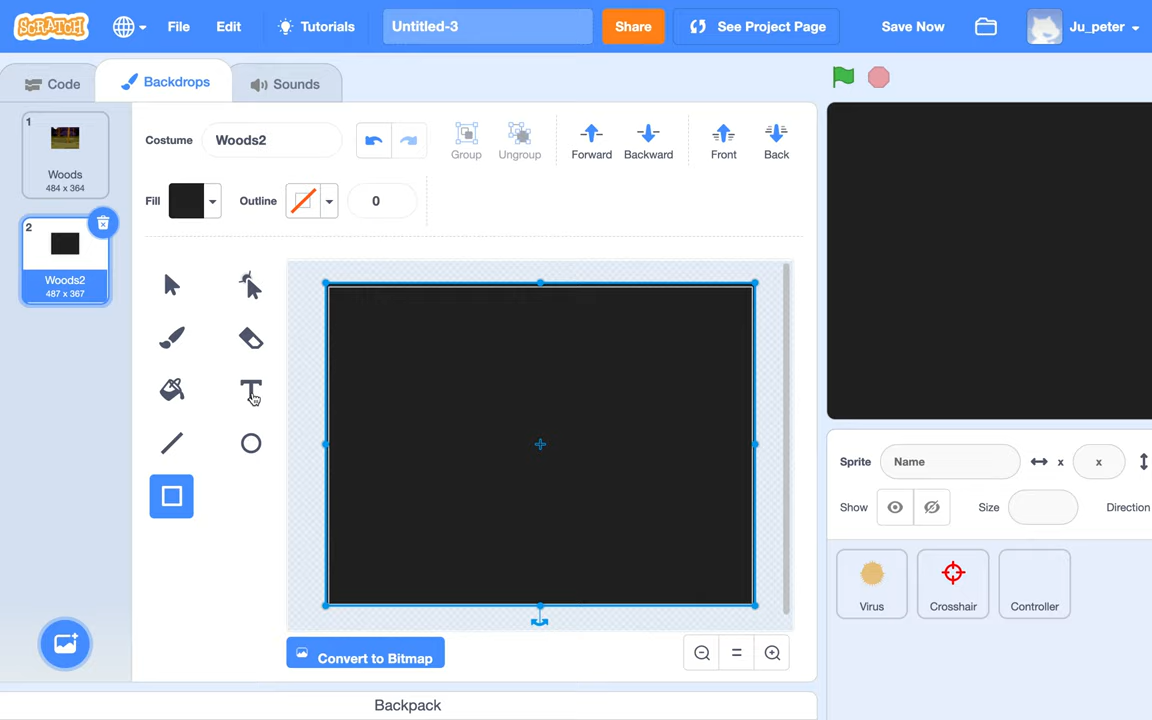 SCRATCH
File
Edit
Tutorials
Untitled-3
Share
See Project Page
Save Now
Ju_peter
Code
Backdrops
Sounds
1
Woods
484 x 364
2
Woods2
487 x 367
Costume
Woods2
Group
Ungroup
Forward
Backward
Front
Back
Fill
Outline
0
T
Convert to Bitmap
Backpack
Sprite
Name
x
x
Show
Size
Direction
Virus
Crosshair
Controller